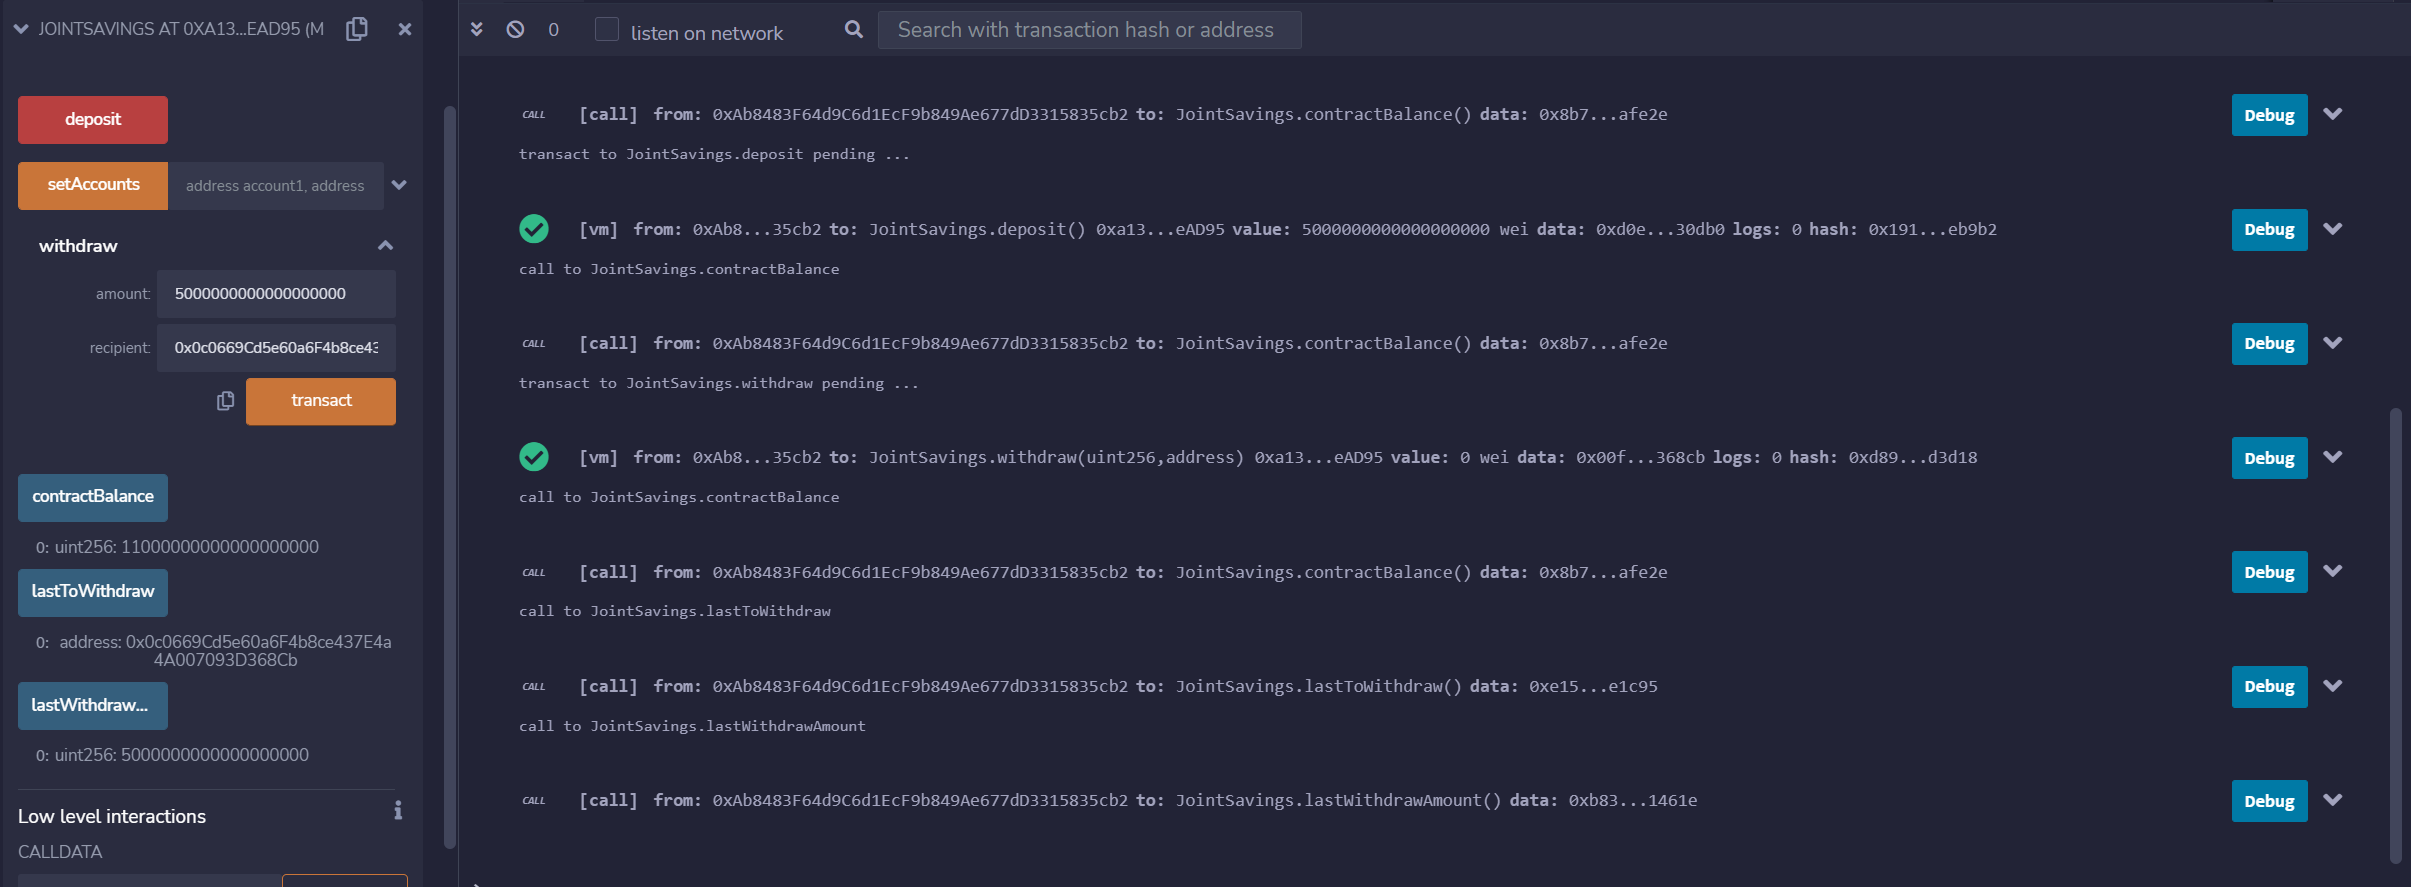 JOINTSAVINGS AT 0XA13...EAD95 (M
deposit
setAccounts address account1, address
withdraw
amount: 5000000000000000000
recipient: 0x0c0669Cd5e60a6F4b8ce43
transact
contractBalance
0: uint256: 11000000000000000000
lastToWithdraw
0: address: 0x0c0669Cd5e60a6F4b8ce437E4a
4A007093D368Cb
lastWithdraw...
0: uint256: 5000000000000000000
Low level interactions
CALLDATA
0 listen on network Search with transaction hash or address
CALL [call] from: 0xAb8483F64d9C6d1EcF9b849Ae677dD3315835cb2 to: JointSavings.contractBalance() data: 0x8b7...afe2e Debug
transact to JointSavings.deposit pending ...
[vm] from: 0xAb8...35cb2 to: JointSavings.deposit() 0xa13...eAD95 value: 5000000000000000000 wei data: 0xd0e...30db0 logs: 0 hash: 0x191...eb9b2 Debug
call to JointSavings.contractBalance
CALL [call] from: 0xAb8483F64d9C6d1EcF9b849Ae677dD3315835cb2 to: JointSavings.contractBalance() data: 0x8b7...afe2e Debug
transact to JointSavings.withdraw pending ...
[vm] from: 0xAb8...35cb2 to: JointSavings.withdraw(uint256,address) 0xa13...eAD95 value: 0 wei data: 0x00f...368cb logs: 0 hash: 0xd89...d3d18 Debug
call to JointSavings.contractBalance
CALL [call] from: 0xAb8483F64d9C6d1EcF9b849Ae677dD3315835cb2 to: JointSavings.contractBalance() data: 0x8b7...afe2e Debug
call to JointSavings.lastToWithdraw
CALL [call] from: 0xAb8483F64d9C6d1EcF9b849Ae677dD3315835cb2 to: JointSavings.lastToWithdraw() data: 0xe15...e1c95 Debug
call to JointSavings.lastWithdrawAmount
CALL [call] from: 0xAb8483F64d9C6d1EcF9b849Ae677dD3315835cb2 to: JointSavings.lastWithdrawAmount() data: 0xb83...1461e Debug